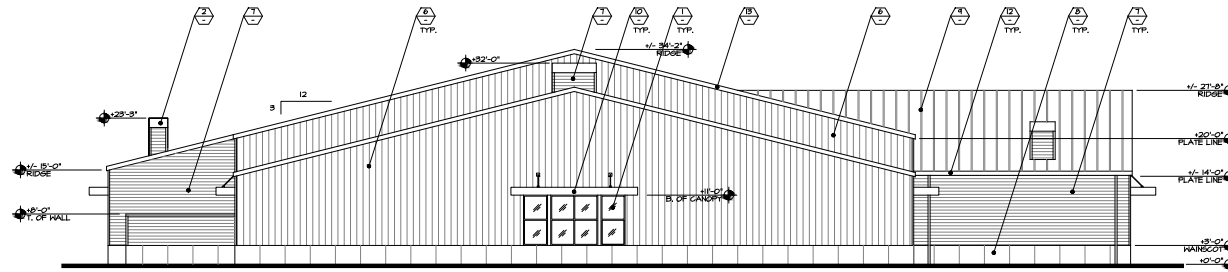 2
-
7
-
6
-
TYP.
7
-
10
-
TYP.
1
-
TYP.
13
-
6
-
9
-
12
-
TYP.
8
-
TYP.
7
-
TYP.
+/- 34'-2"
RIDGE
+32'-0"
12
3
+23'-3"
+/- 27'-8"
RIDGE
+20'-0"
PLATE LINE
+/- 15'-0"
RIDGE
+/- 14'-0"
PLATE LINE
+11'-0"
B. OF CANOPY
+8'-0"
T. OF WALL
+3'-0"
WAINSCOT
+0'-0"